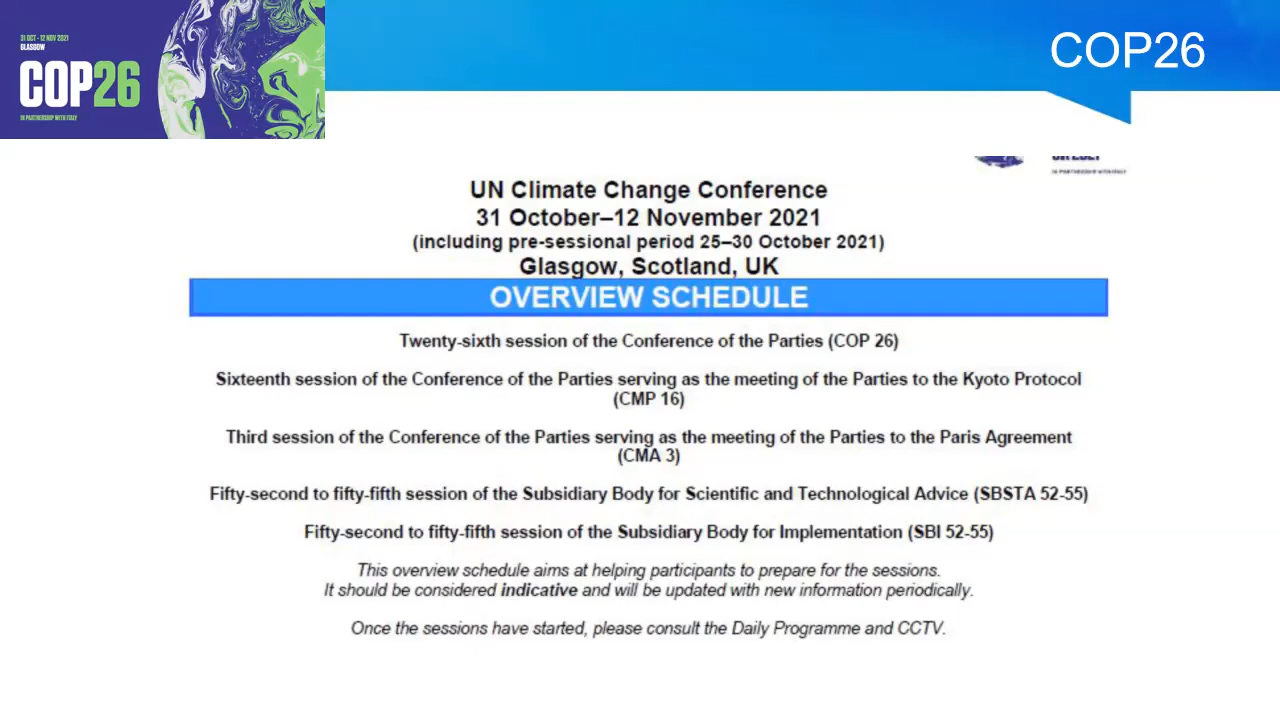 31 OCT - 12 NOV 2021
GLASGOW
COP26
IN PARTNERSHIP WITH ITALY
COP26
IN PARTNERSHIP WITH ITALY
UN Climate Change Conference
31 October–12 November 2021
(including pre-sessional period 25–30 October 2021)
Glasgow, Scotland, UK
OVERVIEW SCHEDULE
Twenty-sixth session of the Conference of the Parties (COP 26)
Sixteenth session of the Conference of the Parties serving as the meeting of the Parties to the Kyoto Protocol
(CMP 16)
Third session of the Conference of the Parties serving as the meeting of the Parties to the Paris Agreement
(CMA 3)
Fifty-second to fifty-fifth session of the Subsidiary Body for Scientific and Technological Advice (SBSTA 52-55)
Fifty-second to fifty-fifth session of the Subsidiary Body for Implementation (SBI 52-55)
This overview schedule aims at helping participants to prepare for the sessions.
It should be considered indicative and will be updated with new information periodically.
Once the sessions have started, please consult the Daily Programme and CCTV.